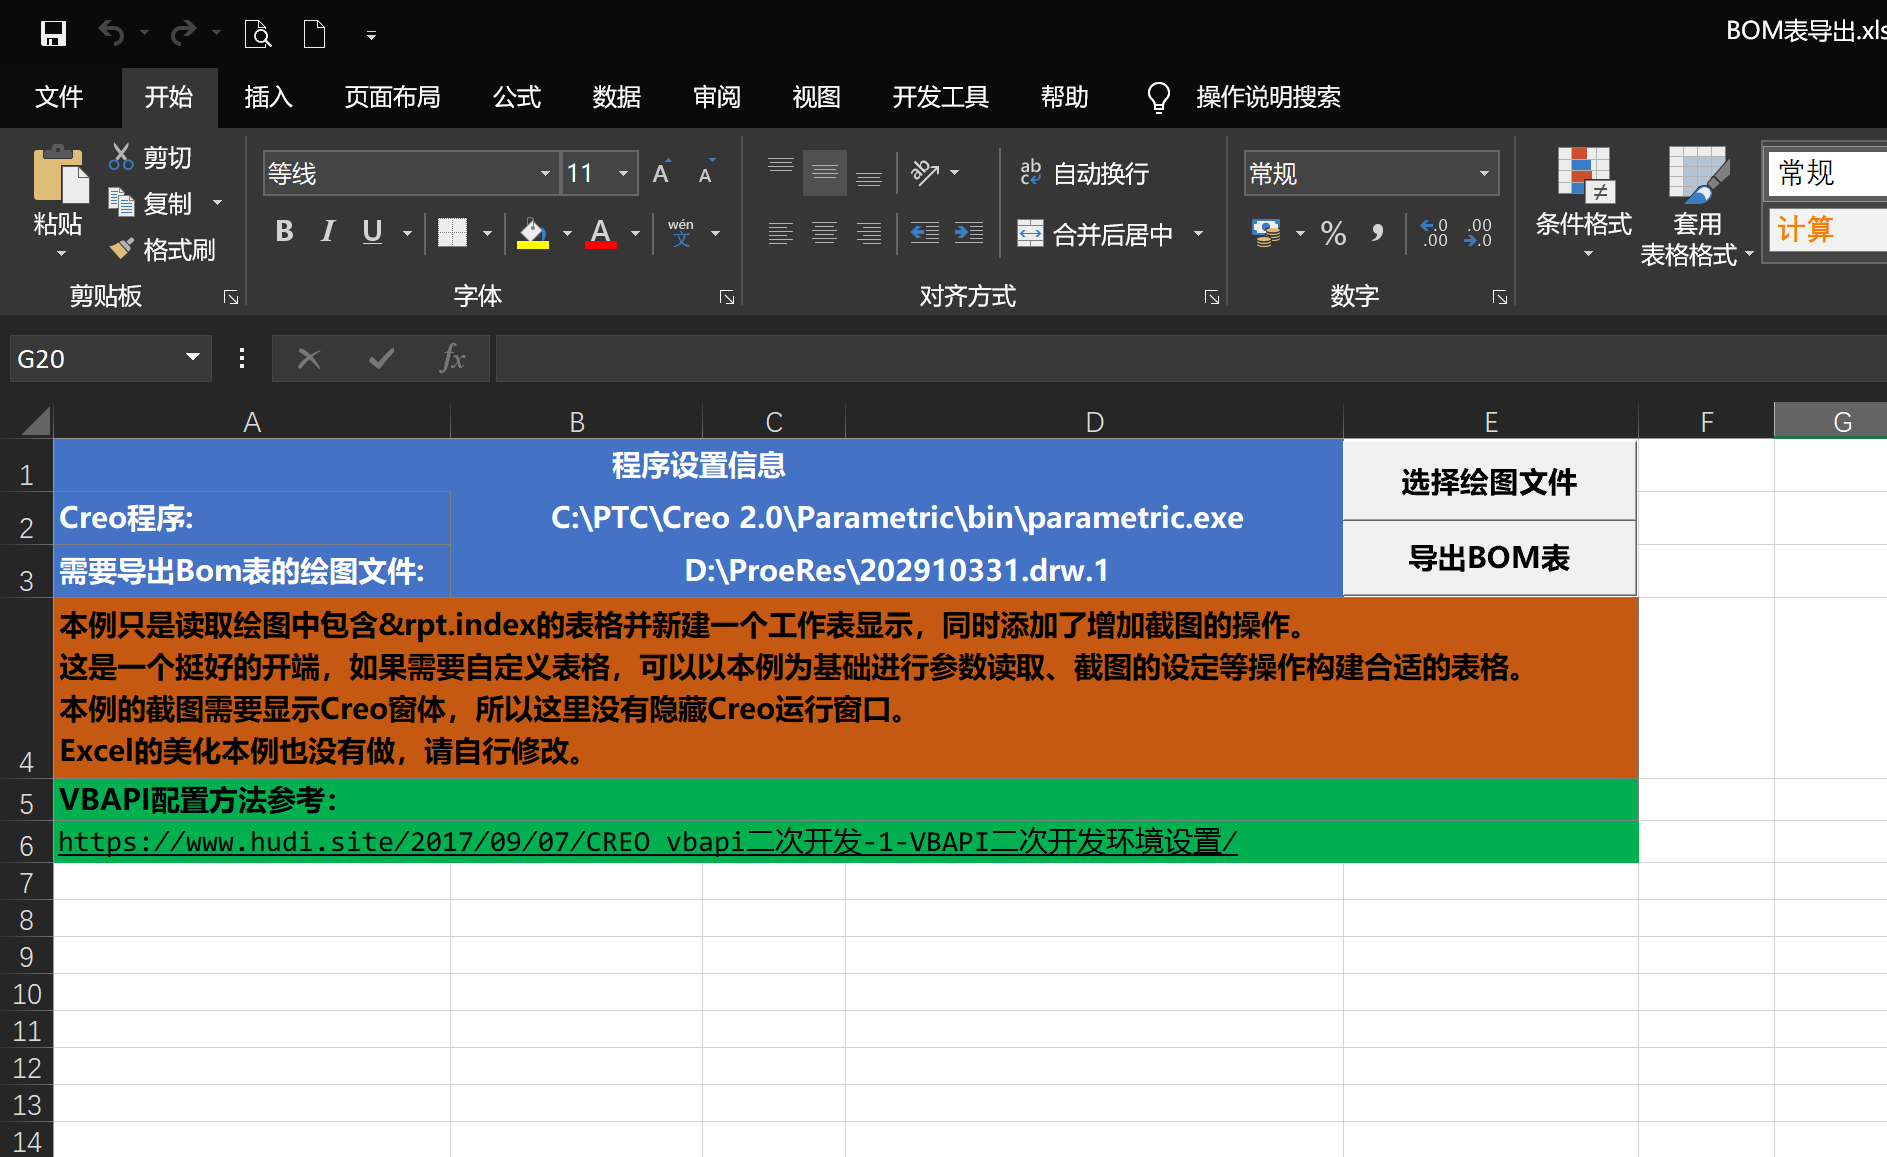 BOM表导出.xls
文件 开始 插入 页面布局 公式 数据 审阅 视图 开发工具 帮助 操作说明搜索
粘贴 剪切 复制 格式刷
等线 11
B I U A wén 文
ab 自动换行
合并后居中
常规
% .00
条件格式 套用 表格格式
常规
计算
剪贴板 字体 对齐方式 数字
G20 fx
A B C D E F G
1 程序设置信息 选择绘图文件
2 Creo程序: C:\PTC\Creo 2.0\Parametric\bin\parametric.exe
导出BOM表
3 需要导出Bom表的绘图文件: D:\ProeRes\202910331.drw.1
本例只是读取绘图中包含&rpt.index的表格并新建一个工作表显示，同时添加了增加截图的操作。
这是一个挺好的开端，如果需要自定义表格，可以以本例为基础进行参数读取、截图的设定等操作构建合适的表格。
本例的截图需要显示Creo窗体，所以这里没有隐藏Creo运行窗口。
4 Excel的美化本例也没有做，请自行修改。
5 VBAPI配置方法参考：
6 https://www.hudi.site/2017/09/07/CREO vbapi二次开发-1-VBAPI二次开发环境设置/
7
8
9
10
11
12
13
14